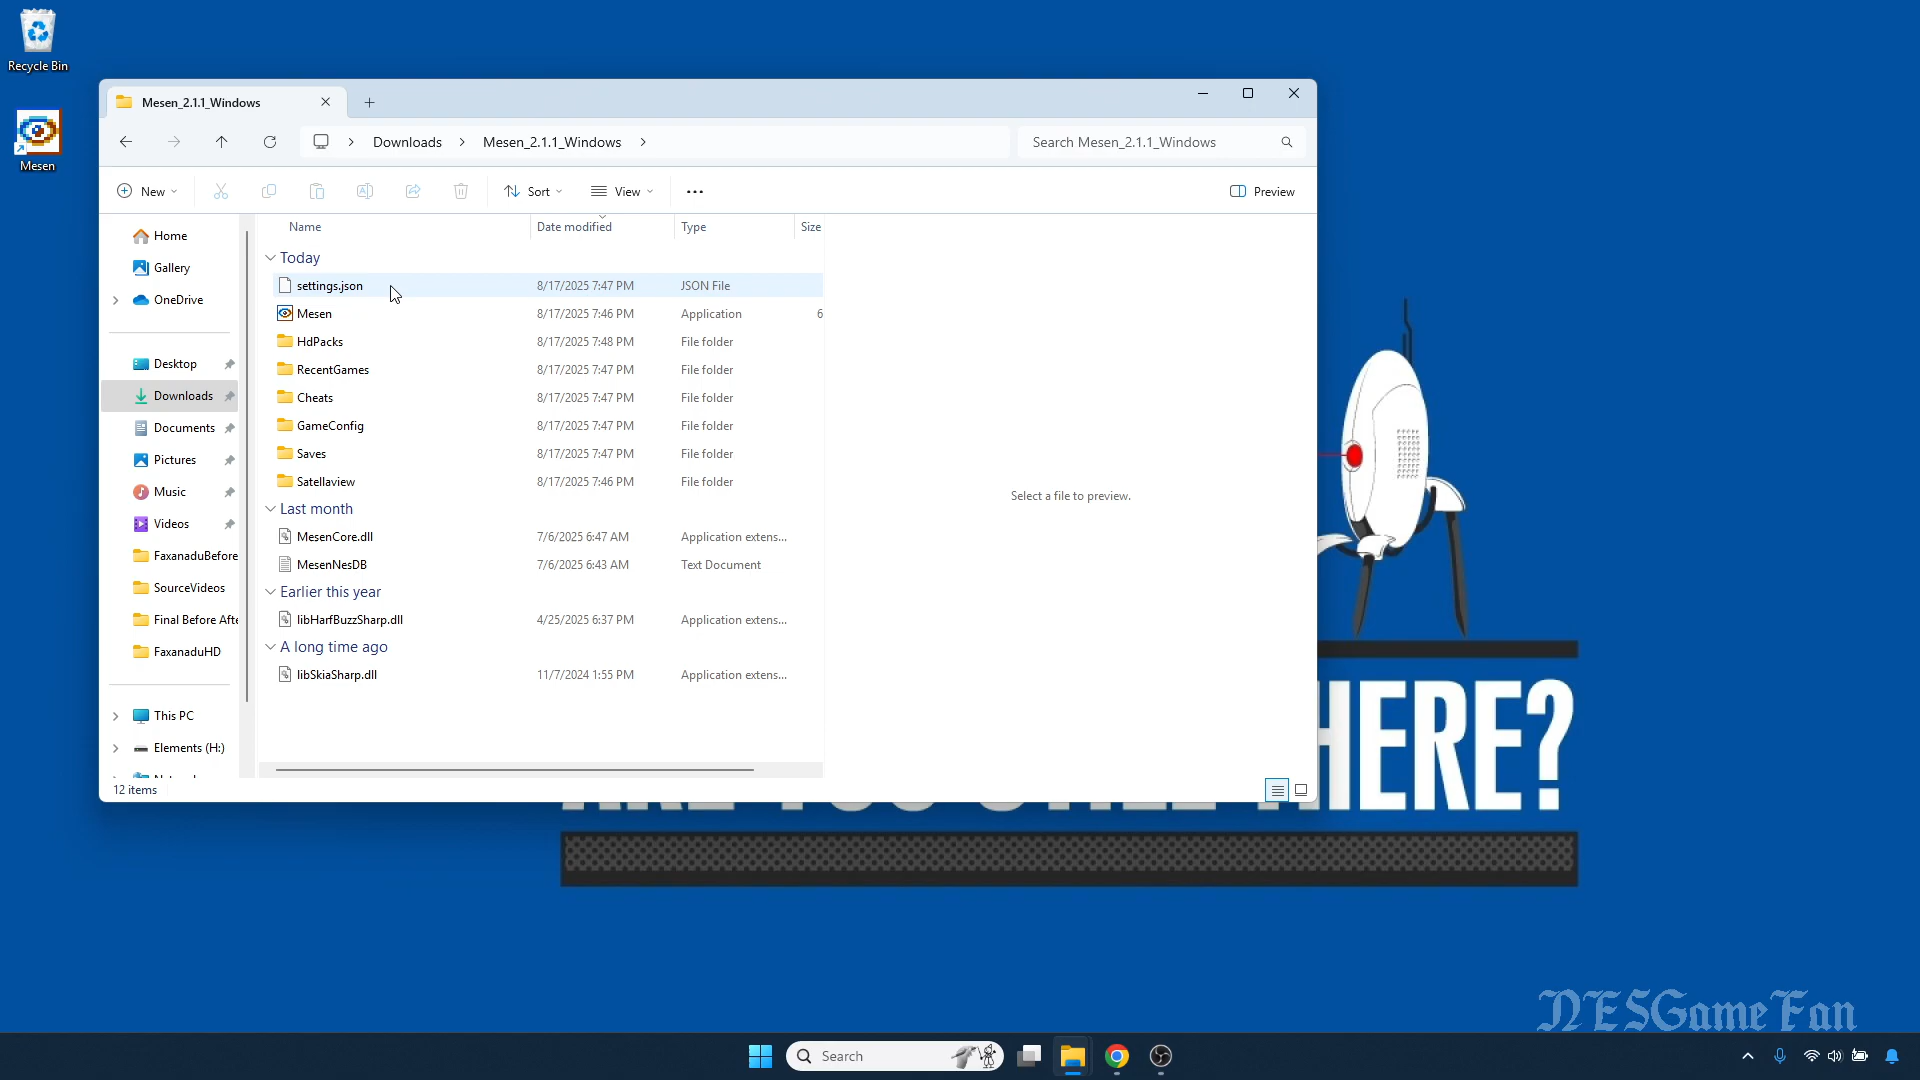 Recycle Bin
Mesen
Mesen_2.1.1_Windows
Downloads
Mesen_2.1.1_Windows
Search Mesen_2.1.1_Windows
New
Sort
View
Preview
Home
Gallery
OneDrive
Desktop
Downloads
Documents
Pictures
Music
Videos
FaxanaduBefore
SourceVideos
Final Before Afte
FaxanaduHD
This PC
Elements (H:)
Name Date modified Type Size
Today
settings.json 8/17/2025 7:47 PM JSON File
Mesen 8/17/2025 7:46 PM Application 6
HdPacks 8/17/2025 7:48 PM File folder
RecentGames 8/17/2025 7:47 PM File folder
Cheats 8/17/2025 7:47 PM File folder
GameConfig 8/17/2025 7:47 PM File folder
Saves 8/17/2025 7:47 PM File folder
Satellaview 8/17/2025 7:46 PM File folder
Last month
MesenCore.dll 7/6/2025 6:47 AM Application extens...
MesenNesDB 7/6/2025 6:43 AM Text Document
Earlier this year
libHarfBuzzSharp.dll 4/25/2025 6:37 PM Application extens...
A long time ago
libSkiaSharp.dll 11/7/2024 1:55 PM Application extens...
Select a file to preview.
12 items
HERE?
NESGameFan
Search